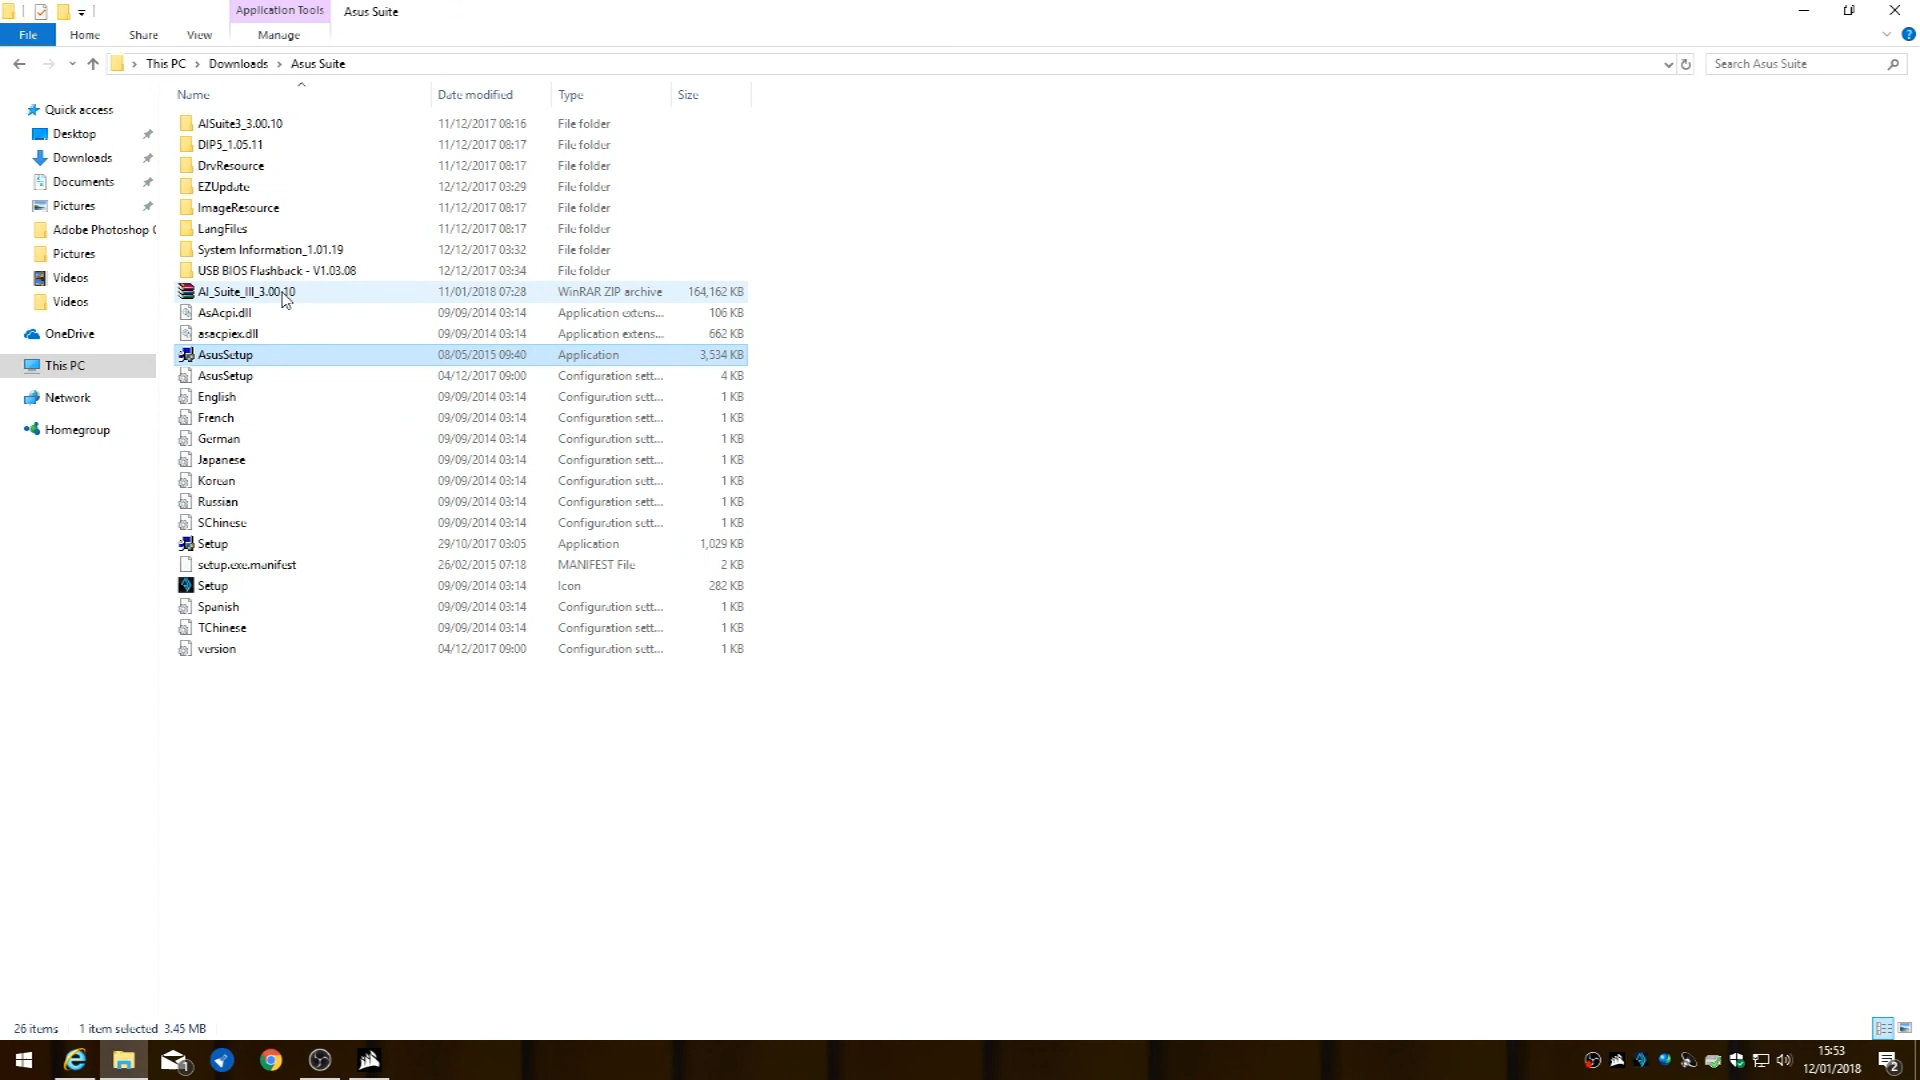 Application Tools Asus Suite
File Home Share View Manage
This PC Downloads Asus Suite Search Asus Suite
Name Date modified Type Size
Quick access
Desktop
Downloads
Documents
Pictures
Adobe Photoshop
Pictures
Videos
Videos
OneDrive
This PC
Network
Homegroup
AISuite3_3.00.10 11/12/2017 08:16 File folder
DIP5_1.05.11 11/12/2017 08:17 File folder
DrvResource 11/12/2017 08:17 File folder
EZUpdate 12/12/2017 03:29 File folder
ImageResource 11/12/2017 08:17 File folder
LangFiles 11/12/2017 08:17 File folder
System Information_1.01.19 12/12/2017 03:32 File folder
USB BIOS Flashback - V1.03.08 12/12/2017 03:34 File folder
AI_Suite_III_3.00.10 11/01/2018 07:28 WinRAR ZIP archive 164,162 KB
AsAcpi.dll 09/09/2014 03:14 Application extens... 106 KB
asacpiex.dll 09/09/2014 03:14 Application extens... 662 KB
AsusSetup 08/05/2015 09:40 Application 3,534 KB
AsusSetup 04/12/2017 09:00 Configuration sett... 4 KB
English 09/09/2014 03:14 Configuration sett... 1 KB
French 09/09/2014 03:14 Configuration sett... 1 KB
German 09/09/2014 03:14 Configuration sett... 1 KB
Japanese 09/09/2014 03:14 Configuration sett... 1 KB
Korean 09/09/2014 03:14 Configuration sett... 1 KB
Russian 09/09/2014 03:14 Configuration sett... 1 KB
SChinese 09/09/2014 03:14 Configuration sett... 1 KB
Setup 29/10/2017 03:05 Application 1,029 KB
setup.exe.manifest 26/02/2015 07:18 MANIFEST File 2 KB
Setup 09/09/2014 03:14 Icon 282 KB
Spanish 09/09/2014 03:14 Configuration sett... 1 KB
TChinese 09/09/2014 03:14 Configuration sett... 1 KB
version 04/12/2017 09:00 Configuration sett... 1 KB
26 items 1 item selected 3.45 MB
1
15:53
12/01/2018
2